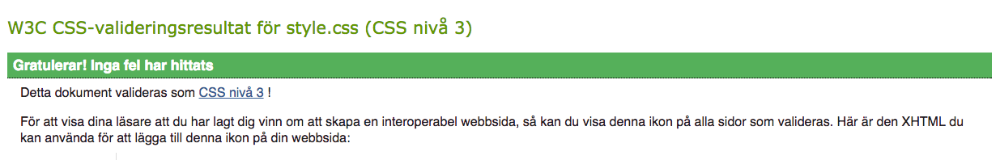 W3C CSS-valideringsresultat för style.css (CSS nivå 3)
Gratulerar! Inga fel har hittats
Detta dokument valideras som CSS nivå 3 !
För att visa dina läsare att du har lagt dig vinn om att skapa en interoperabel webbsida, så kan du visa denna ikon på alla sidor som valideras. Här är den XHTML du
kan använda för att lägga till denna ikon på din webbsida: